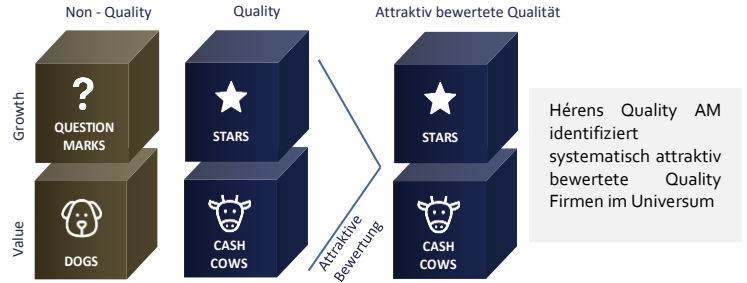 Non - Quality
Quality
Attraktiv bewertete Qualität
Growth
?
QUESTION
MARKS
STARS
STARS
Value
DOGS
CASH
COWS
Attraktive
Bewertung
CASH
COWS
Hérens Quality AM
identifiziert
systematisch attraktiv
bewertete Quality
Firmen im Universum